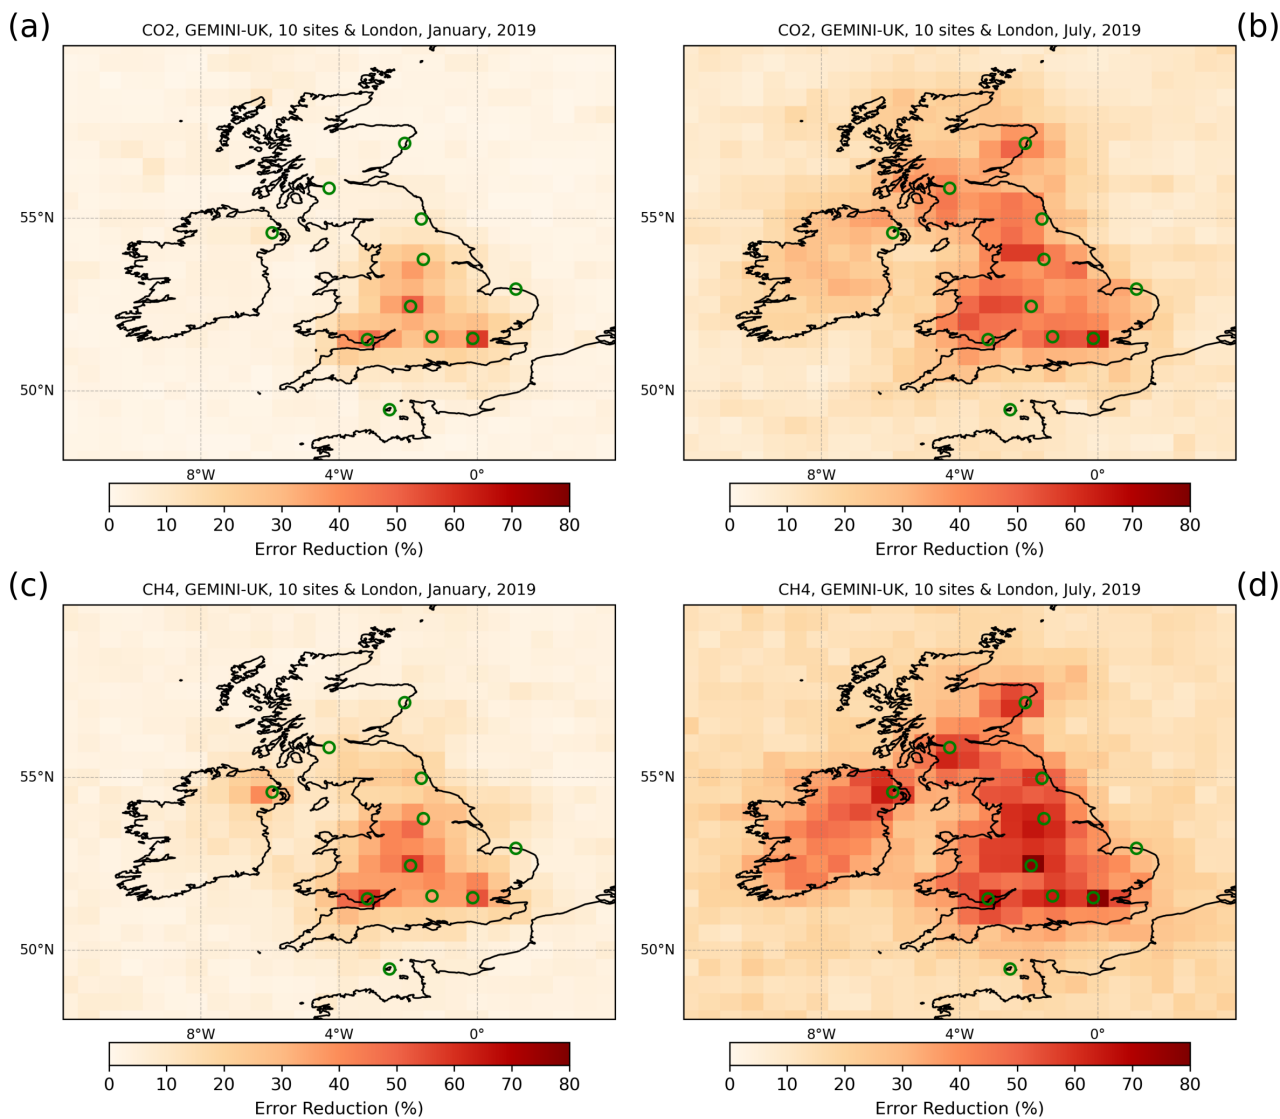 (a)
CO2, GEMINI-UK, 10 sites & London, January, 2019
55°N
50°N
8°W 4°W 0°
0 10 20 30 40 50 60 70 80
Error Reduction (%)
(b)
CO2, GEMINI-UK, 10 sites & London, July, 2019
8°W 4°W 0°
0 10 20 30 40 50 60 70 80
Error Reduction (%)
(c)
CH4, GEMINI-UK, 10 sites & London, January, 2019
55°N
50°N
8°W 4°W 0°
0 10 20 30 40 50 60 70 80
Error Reduction (%)
(d)
CH4, GEMINI-UK, 10 sites & London, July, 2019
8°W 4°W 0°
0 10 20 30 40 50 60 70 80
Error Reduction (%)